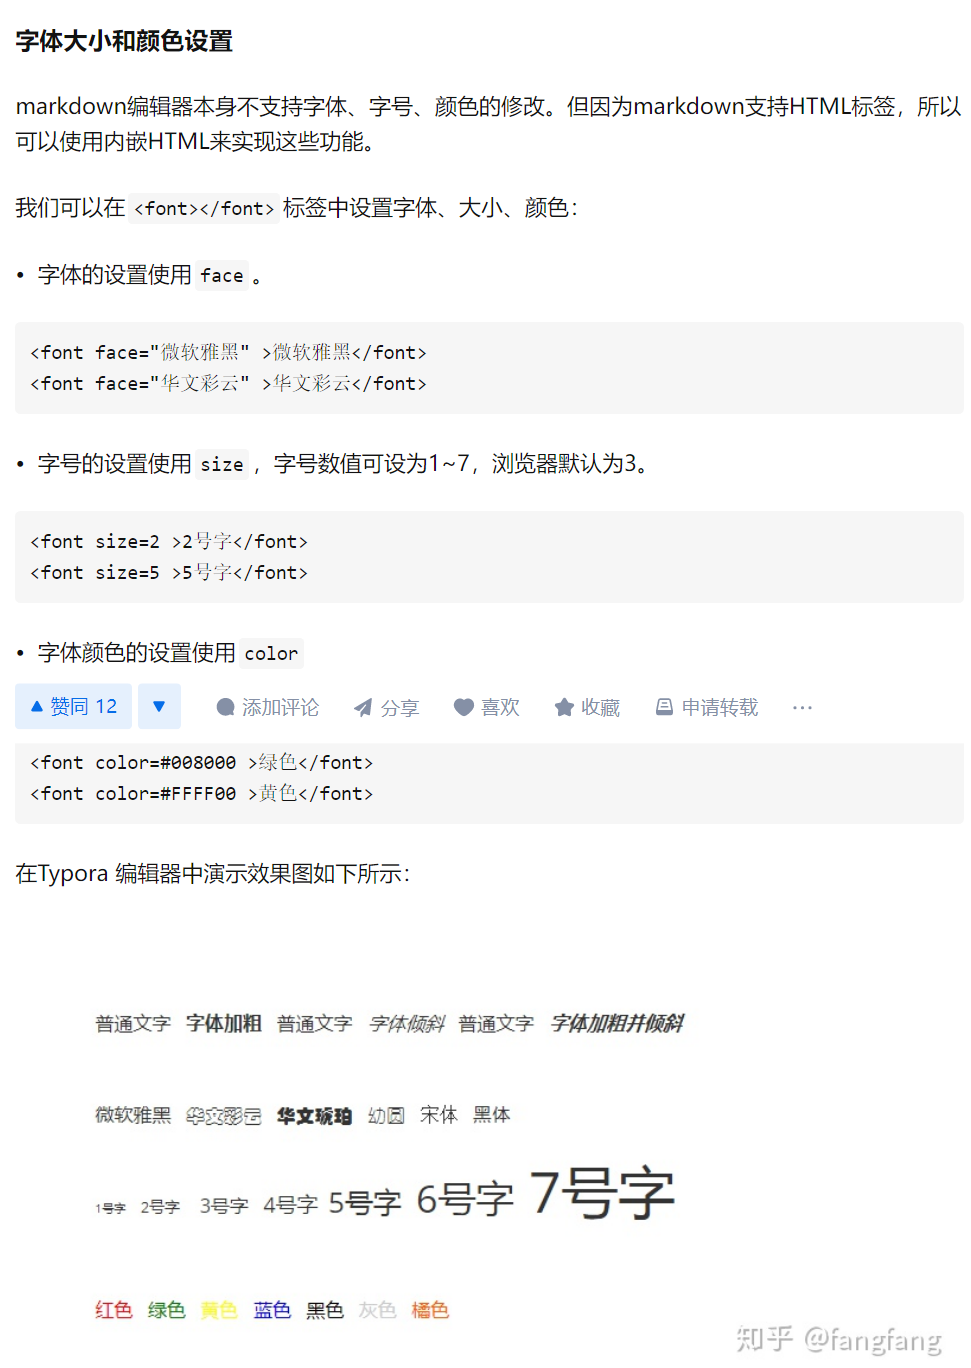 字体大小和颜色设置
markdown编辑器本身不支持字体、字号、颜色的修改。但因为markdown支持HTML标签，所以
可以使用内嵌HTML来实现这些功能。
我们可以在 <font></font> 标签中设置字体、大小、颜色：
• 字体的设置使用 face 。
<font face="微软雅黑" >微软雅黑</font>
<font face="华文彩云" >华文彩云</font>
• 字号的设置使用 size ，字号数值可设为1~7，浏览器默认为3。
<font size=2 >2号字</font>
<font size=5 >5号字</font>
• 字体颜色的设置使用 color
▲ 赞同 12 ▼ 添加评论 分享 喜欢 收藏 申请转载 ···
<font color=#008000 >绿色</font>
<font color=#FFFF00 >黄色</font>
在Typora 编辑器中演示效果图如下所示：
普通文字 字体加粗 普通文字 字体倾斜 普通文字 字体加粗并倾斜
微软雅黑 华文彩云 华文琥珀 幼圆 宋体 黑体
1号字 2号字 3号字 4号字 5号字 6号字 7号字
红色 绿色 黄色 蓝色 黑色 灰色 橘色
知乎 @fangfang